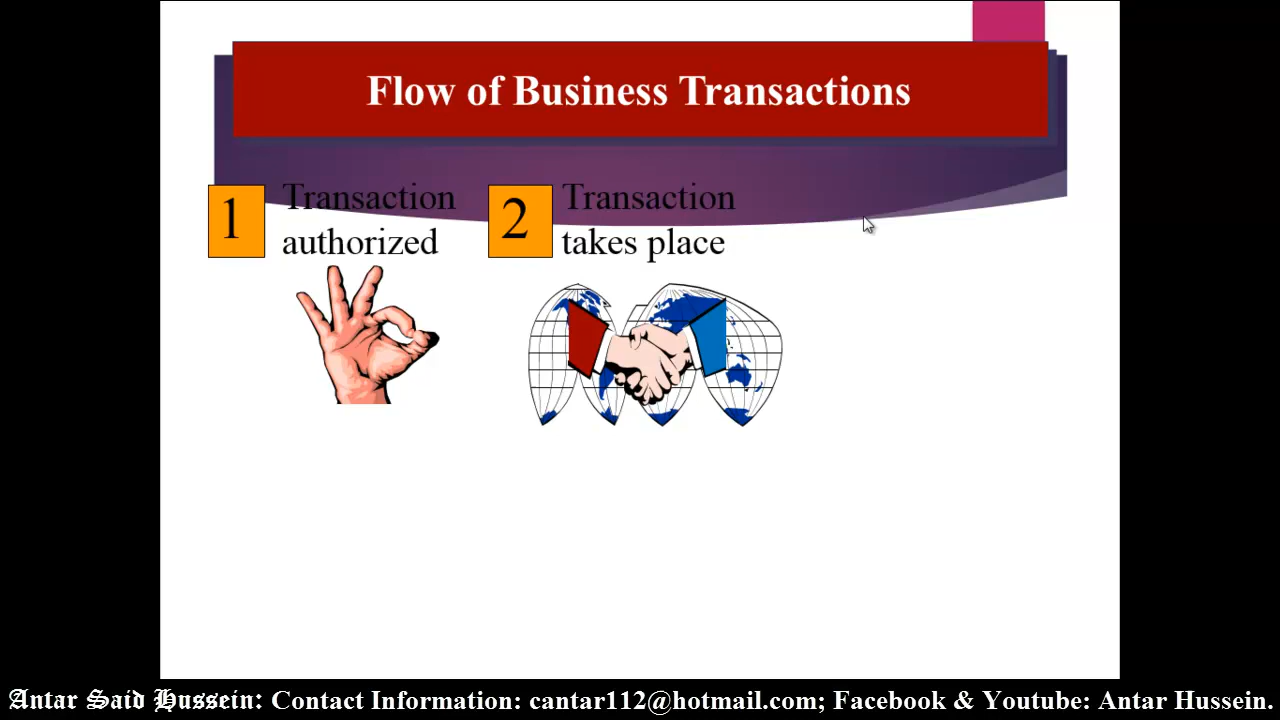 Flow of Business Transactions
1
Transaction
authorized
2
Transaction
takes place
Antar Said Hussein: Contact Information: cantar112@hotmail.com; Facebook & Youtube: Antar Hussein.